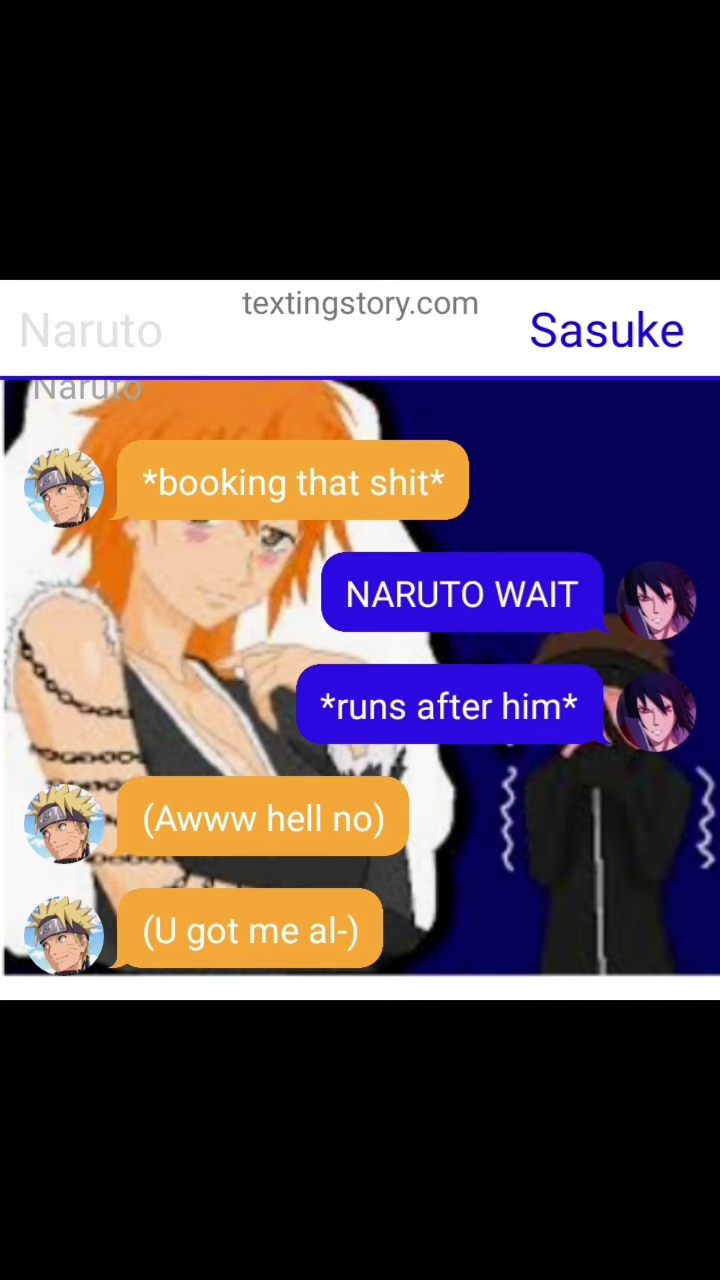 textingstory.com
Naruto
Sasuke
Naruto
*booking that shit*
NARUTO WAIT
*runs after him*
(Awww hell no)
(U got me al-)